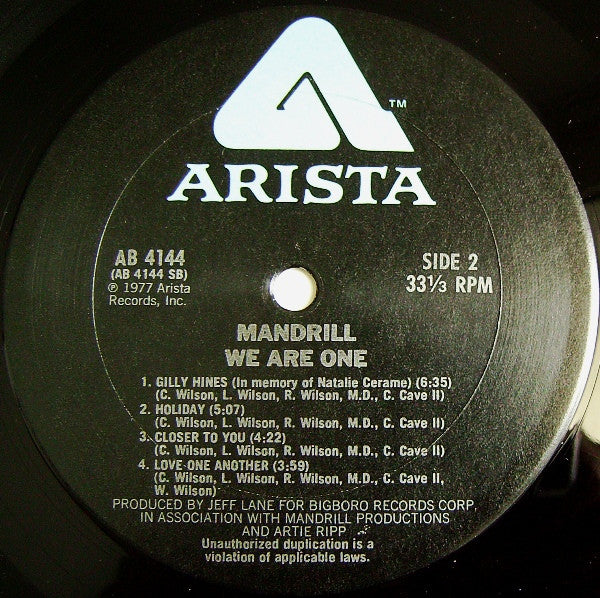 TM
ARISTA
AB 4144
(AB 4144 SB)
℗ 1977 Arista
Records, Inc.
SIDE 2
33⅓ RPM
MANDRILL
WE ARE ONE
1. GILLY HINES (In memory of Natalie Cerame) (6:35)
(C. Wilson, L. Wilson, R. Wilson, M.D., C. Cave II)
2. HOLIDAY (5:07)
(C. Wilson, L. Wilson, R. Wilson, M.D., C. Cave II)
3. CLOSER TO YOU (4:22)
(C. Wilson, L. Wilson, R. Wilson, M.D., C. Cave II)
4. LOVE ONE ANOTHER (3:59)
(C. Wilson, L. Wilson, R. Wilson, M.D., C. Cave II,
W. Wilson)
PRODUCED BY JEFF LANE FOR BIGBORO RECORDS CORP.
IN ASSOCIATION WITH MANDRILL PRODUCTIONS
AND ARTIE RIPP
Unauthorized duplication is a
violation of applicable laws.